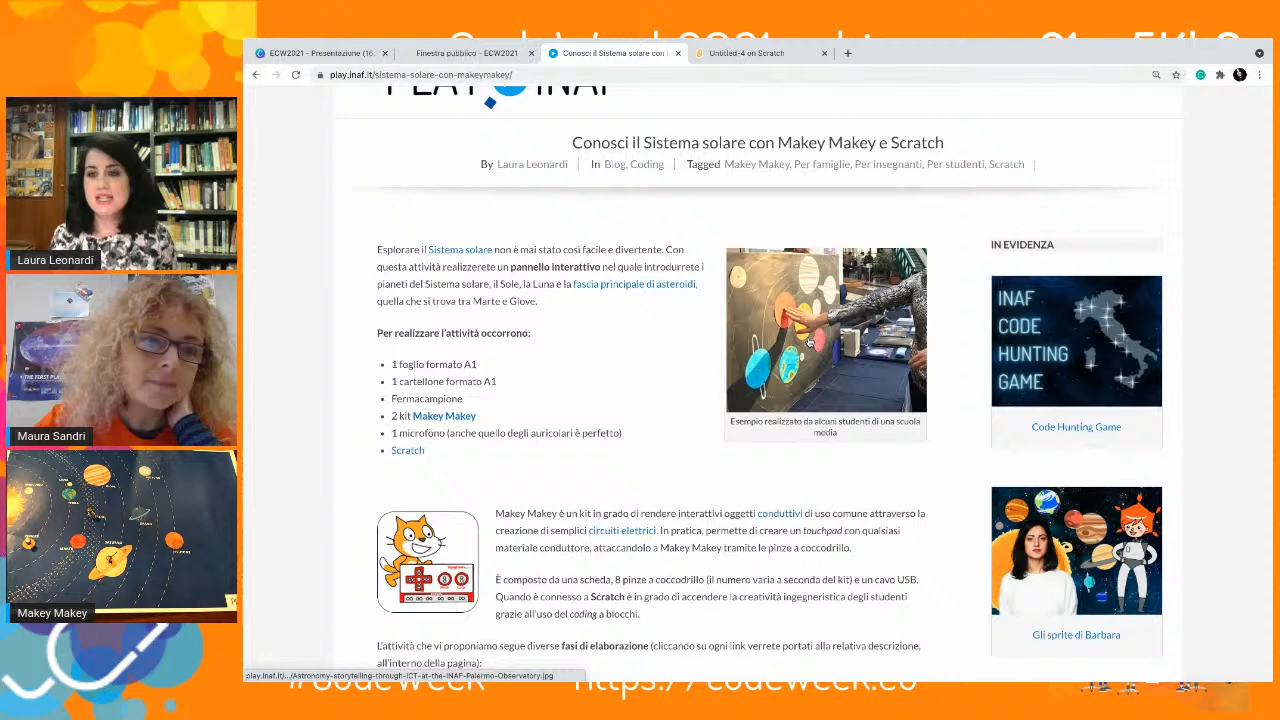 ECW2021 - Presentazione (16:
Finestra pubblico - ECW2021
Conosci il Sistema solare con
Untitled-4 on Scratch
play.inaf.it/sistema-solare-con-makeymakey/
Conosci il Sistema solare con Makey Makey e Scratch
By Laura Leonardi In Blog, Coding Tagged Makey Makey, Per famiglie, Per insegnanti, Per studenti, Scratch
Esplorare il Sistema solare non è mai stato così facile e divertente. Con
questa attività realizzerete un pannello interattivo nel quale introdurrete i
pianeti del Sistema solare, il Sole, la Luna e la fascia principale di asteroidi,
quella che si trova tra Marte e Giove.
Per realizzare l'attività occorrono:
1 foglio formato A1
1 cartellone formato A1
Fermacampione
2 kit Makey Makey
1 microfono (anche quello degli auricolari è perfetto)
Scratch
Esempio realizzato da alcuni studenti di una scuola
media
IN EVIDENZA
INAF
CODE
HUNTING
GAME
Code Hunting Game
Gli sprite di Barbara
Makey Makey è un kit in grado di rendere interattivi oggetti conduttivi di uso comune attraverso la
creazione di semplici circuiti elettrici. In pratica, permette di creare un touchpad con qualsiasi
materiale conduttore, attaccandolo a Makey Makey tramite le pinze a coccodrillo.
È composto da una scheda, 8 pinze a coccodrillo (il numero varia a seconda del kit) e un cavo USB.
Quando è connesso a Scratch è in grado di accendere la creatività ingegneristica degli studenti
grazie all'uso del coding a blocchi.
L'attività che vi proponiamo segue diverse fasi di elaborazione (cliccando su ogni link verrete portati alla relativa descrizione,
all'interno della pagina):
play.inaf.it/.../Astronomy-storytelling-through-ICT-at-the-INAF-Palermo-Observatory.jpg
Laura Leonardi
Maura Sandri
Makey Makey
https://codeweek.eu